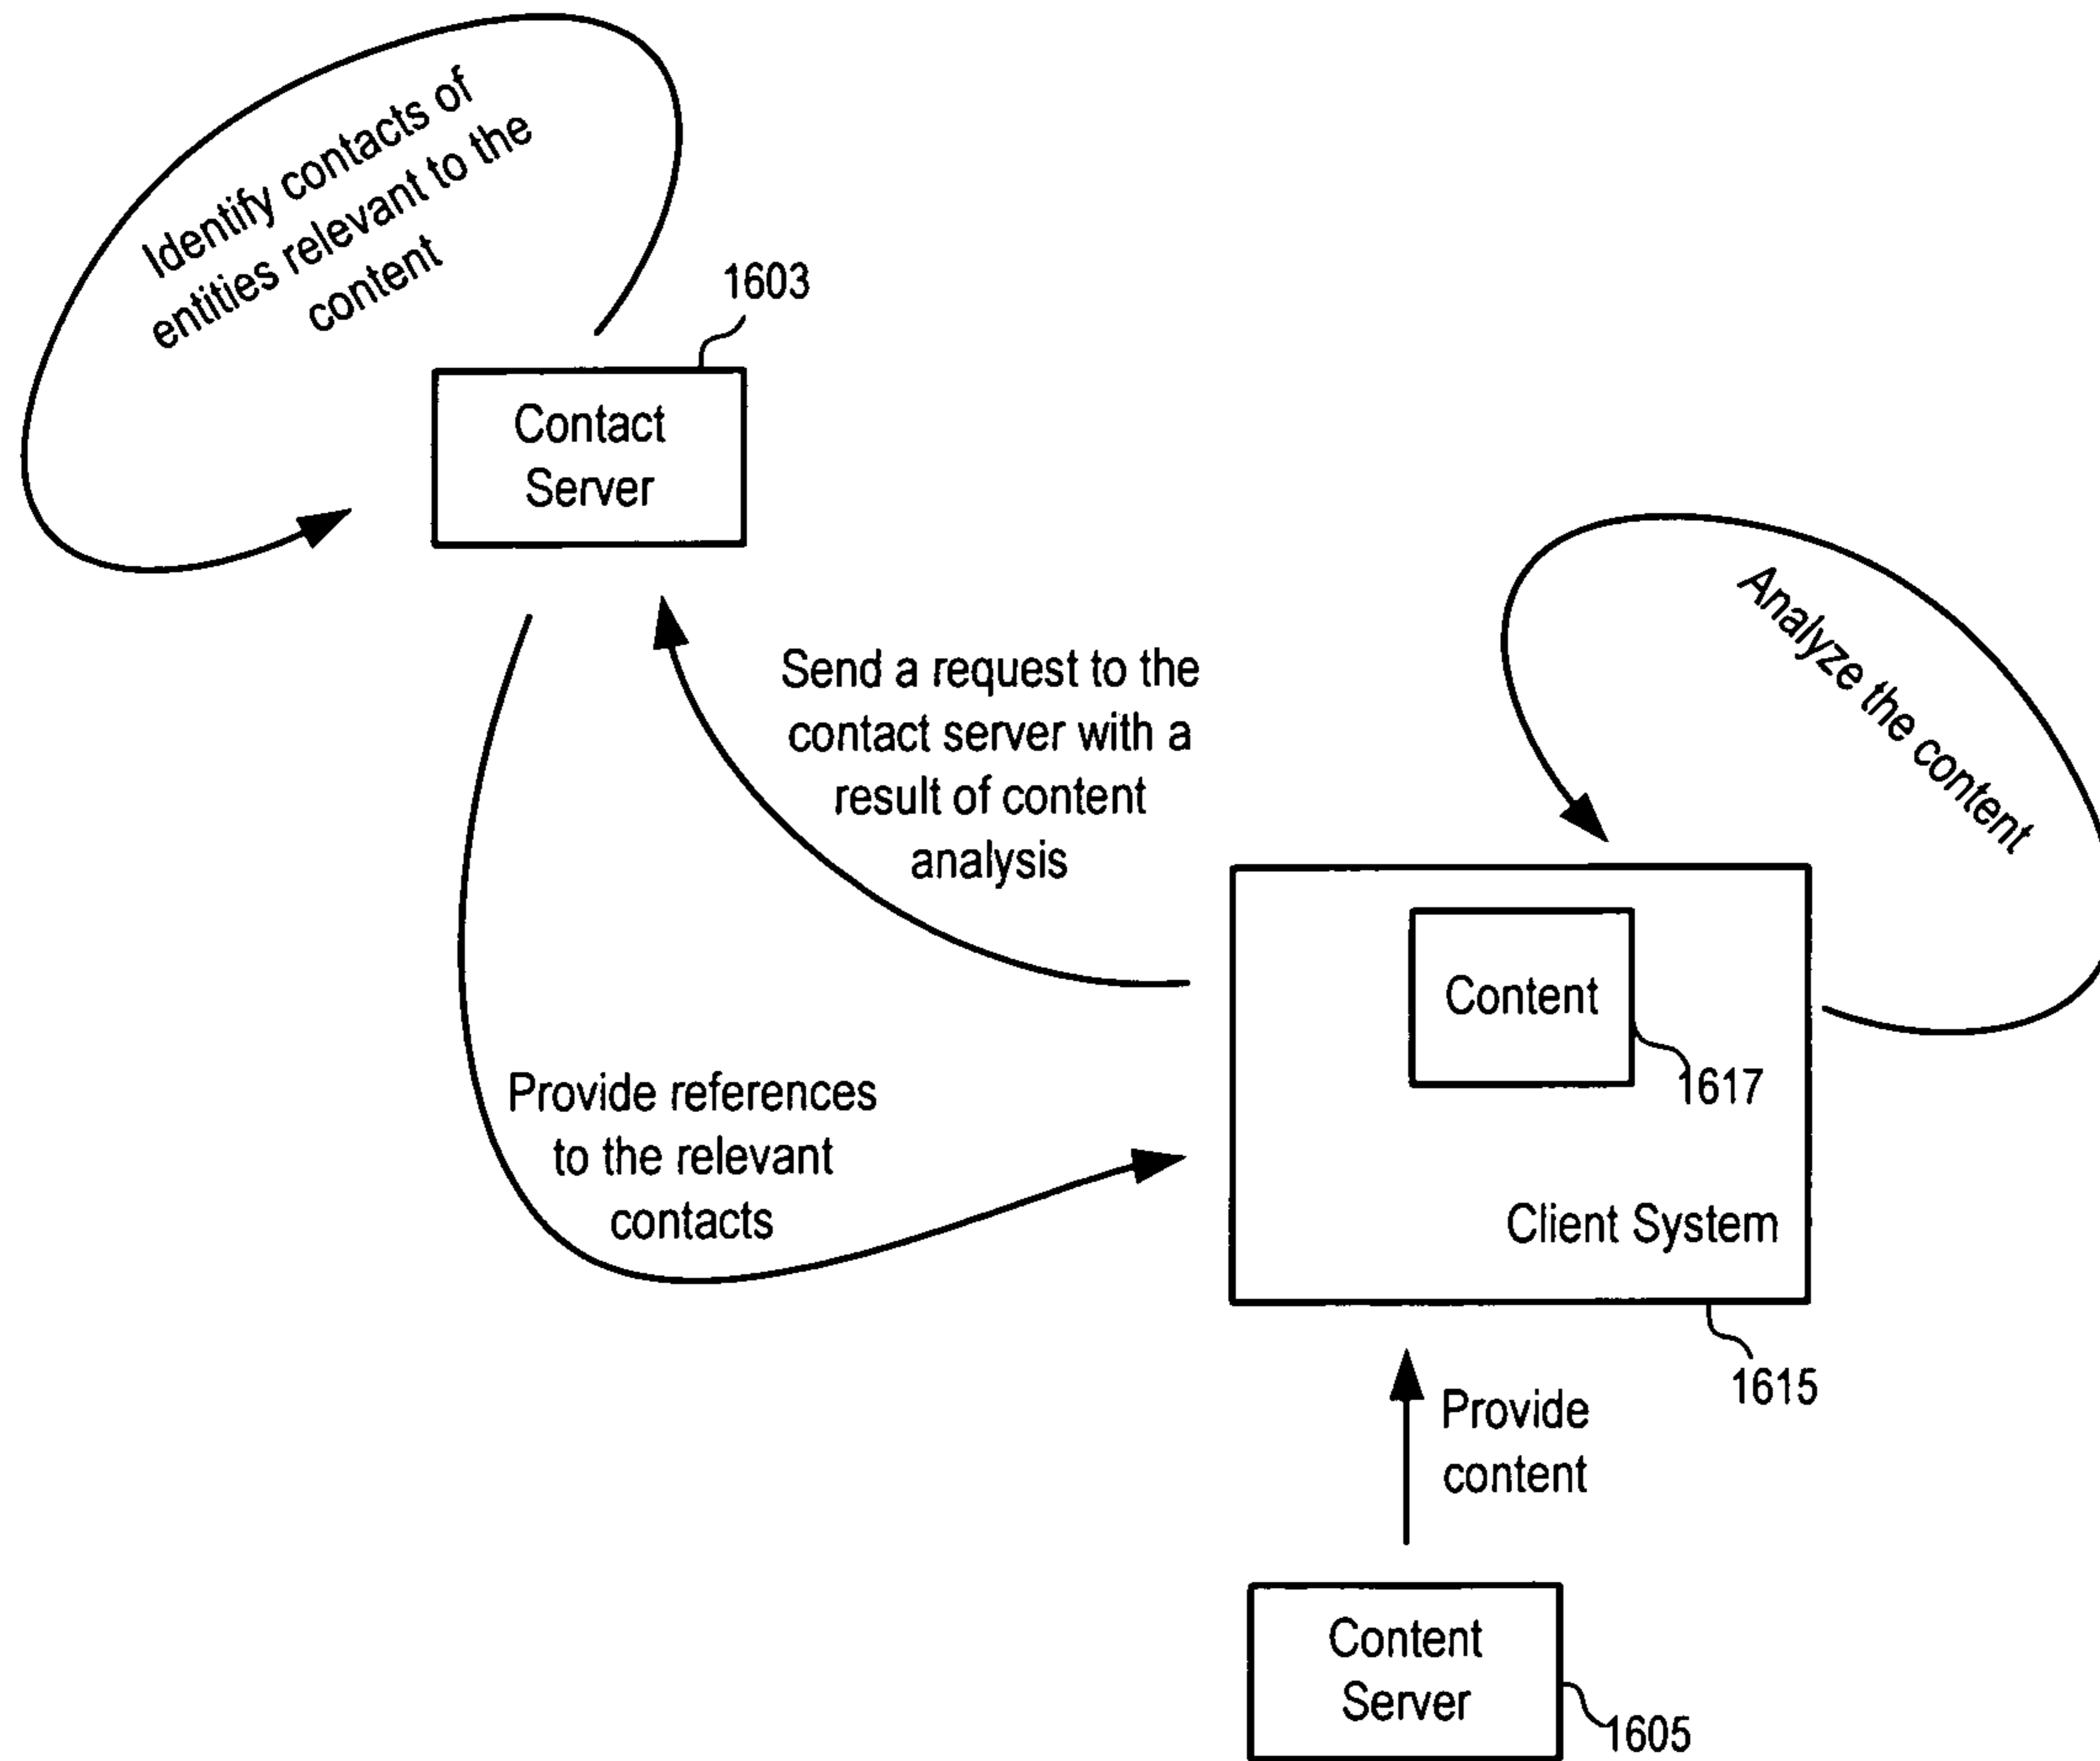 Identify contacts of
entities relevant to the
content
1603
Contact
Server
Send a request to the
contact server with a
result of content
analysis
Analyze the content
Content
1617
Provide references
to the relevant
contacts
Client System
1615
Provide
content
Content
Server
1605